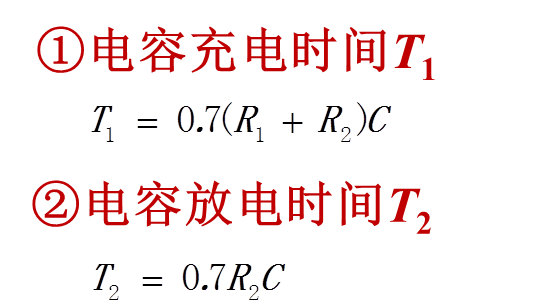 ①电容充电时间T₁
T₁ = 0.7(R₁ + R₂)C
②电容放电时间T₂
T₂ = 0.7R₂C